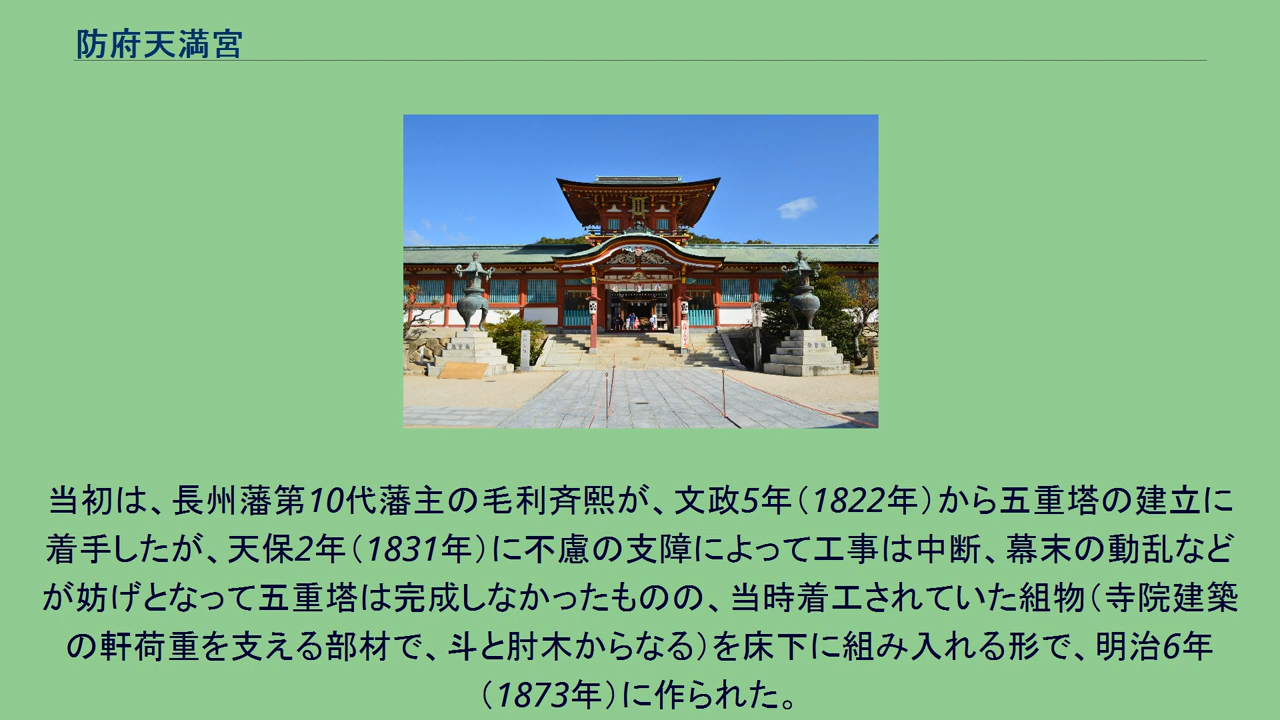 防府天満宮
当初は、長州藩第10代藩主の毛利斉熙が、文政5年（1822年）から五重塔の建立に
着手したが、天保2年（1831年）に不慮の支障によって工事は中断、幕末の動乱など
が妨げとなって五重塔は完成しなかったものの、当時着工されていた組物（寺院建築
の軒荷重を支える部材で、斗と肘木からなる）を床下に組み入れる形で、明治6年
（1873年）に作られた。